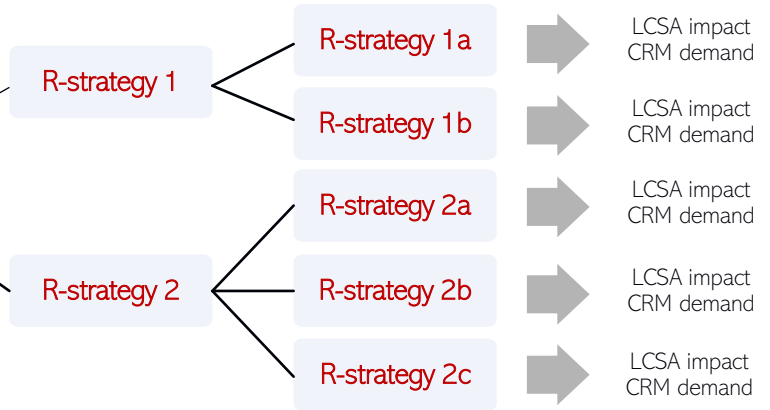 R-strategy 1
R-strategy 1a
LCSA impact
CRM demand
R-strategy 1b
LCSA impact
CRM demand
R-strategy 2
R-strategy 2a
LCSA impact
CRM demand
R-strategy 2b
LCSA impact
CRM demand
R-strategy 2c
LCSA impact
CRM demand